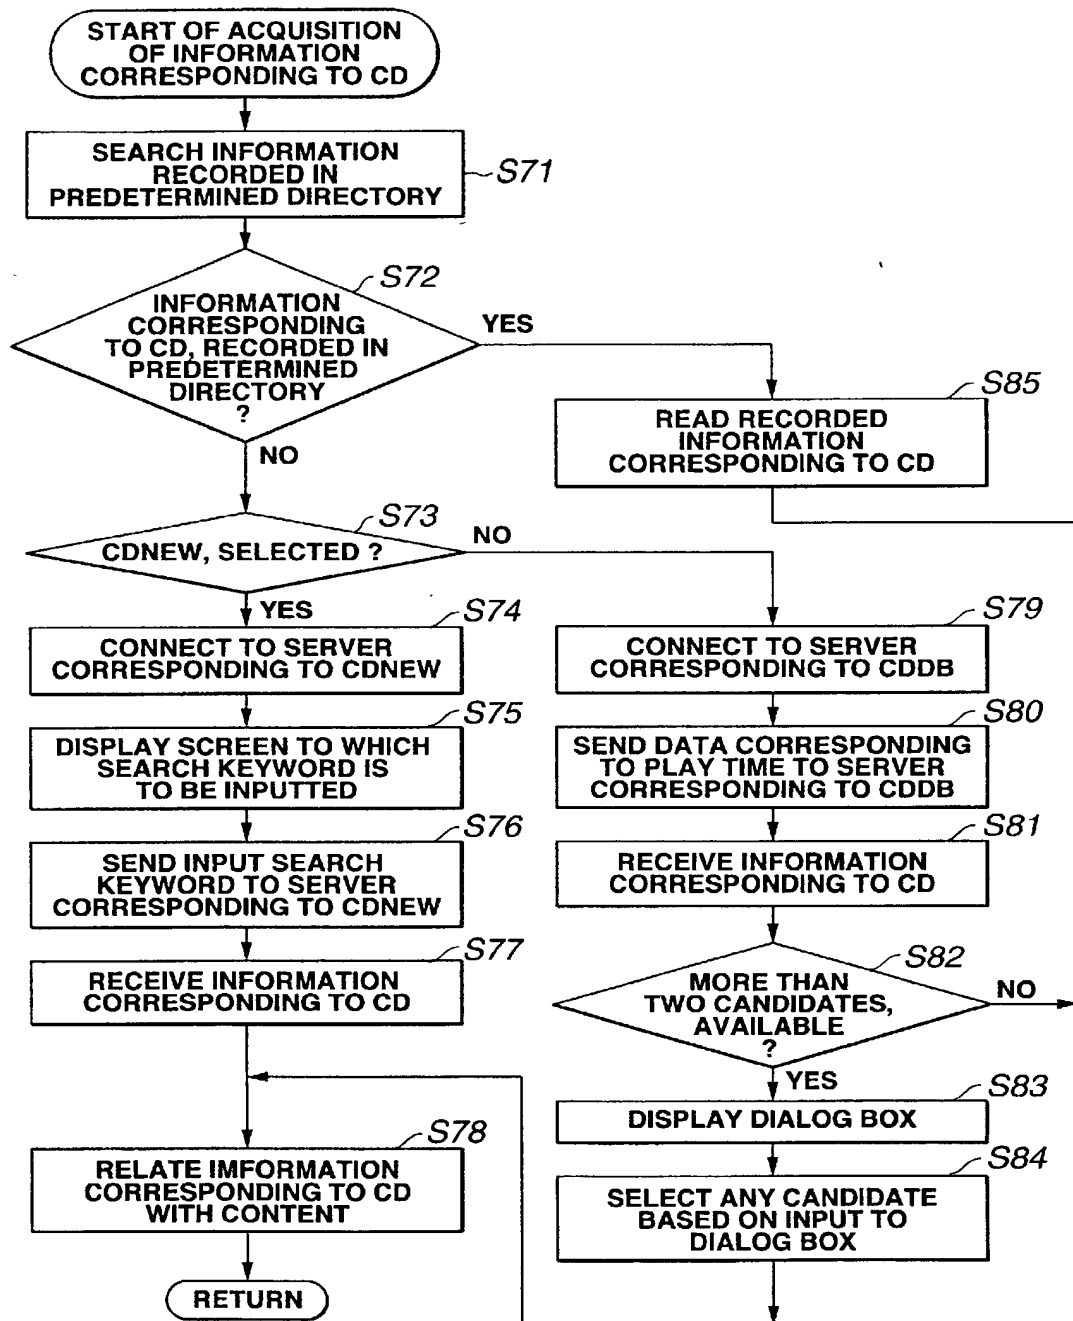 START OF ACQUISITION
OF INFORMATION
CORRESPONDING TO CD
SEARCH INFORMATION
RECORDED IN
PREDETERMINED DIRECTORY
S71
S72
INFORMATION
CORRESPONDING
TO CD, RECORDED IN
PREDETERMINED
DIRECTORY
?
YES
NO
S85
READ RECORDED
INFORMATION
CORRESPONDING TO CD
S73
CDNEW, SELECTED ?
NO
YES
S74
CONNECT TO SERVER
CORRESPONDING TO CDNEW
S75
DISPLAY SCREEN TO WHICH
SEARCH KEYWORD IS
TO BE INPUTTED
S76
SEND INPUT SEARCH
KEYWORD TO SERVER
CORRESPONDING TO CDNEW
S77
RECEIVE INFORMATION
CORRESPONDING TO CD
S78
RELATE IMFORMATION
CORRESPONDING TO CD
WITH CONTENT
RETURN
S79
CONNECT TO SERVER
CORRESPONDING TO CDDB
S80
SEND DATA CORRESPONDING
TO PLAY TIME TO SERVER
CORRESPONDING TO CDDB
S81
RECEIVE INFORMATION
CORRESPONDING TO CD
S82
MORE THAN
TWO CANDIDATES,
AVAILABLE
?
NO
YES
S83
DISPLAY DIALOG BOX
S84
SELECT ANY CANDIDATE
BASED ON INPUT TO
DIALOG BOX